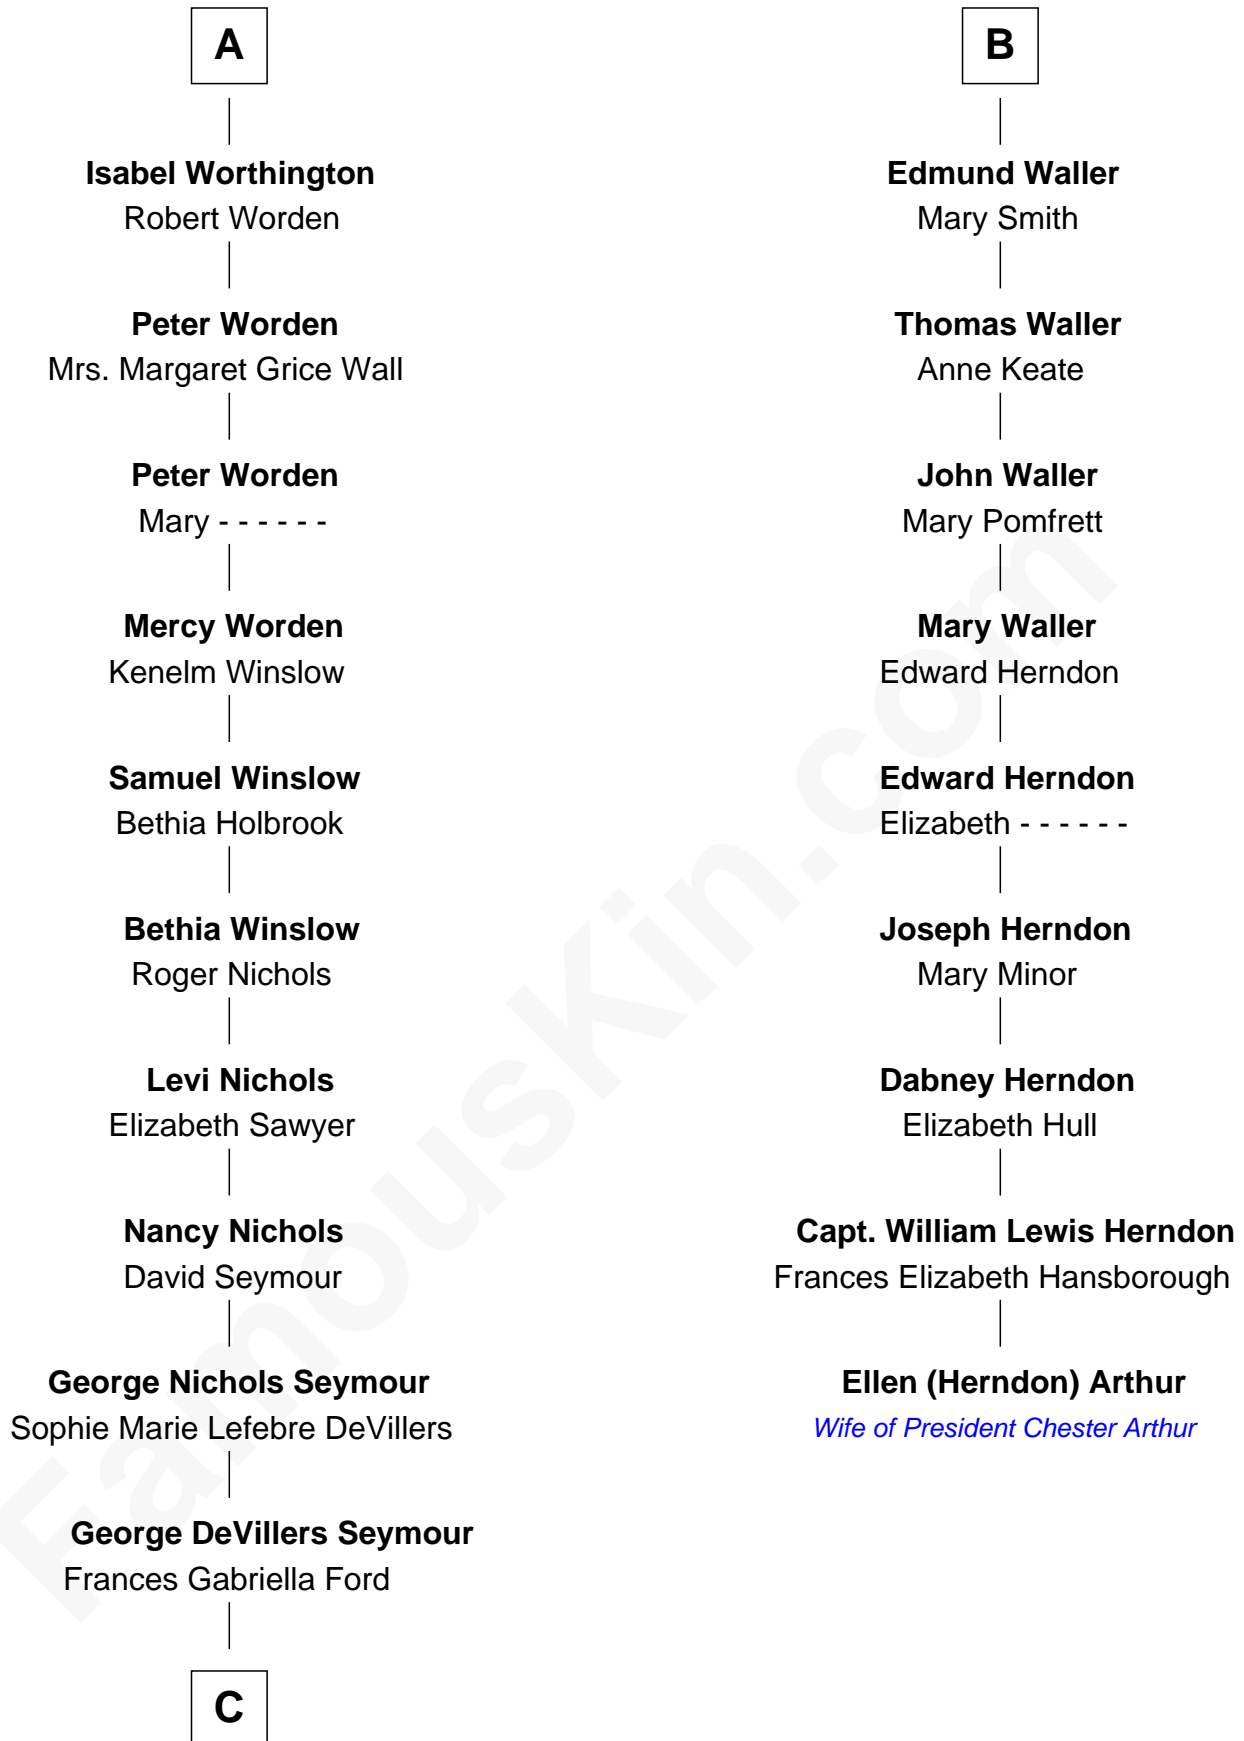 A
Isabel Worthington
Robert Worden
Peter Worden
Mrs. Margaret Grice Wall
Peter Worden
Mary - - - - - -
Mercy Worden
Kenelm Winslow
Samuel Winslow
Bethia Holbrook
Bethia Winslow
Roger Nichols
Levi Nichols
Elizabeth Sawyer
Nancy Nichols
David Seymour
George Nichols Seymour
Sophie Marie Lefebre DeVillers
George DeVillers Seymour
Frances Gabriella Ford
C
B
Edmund Waller
Mary Smith
Thomas Waller
Anne Keate
John Waller
Mary Pomfrett
Mary Waller
Edward Herndon
Edward Herndon
Elizabeth - - - - - -
Joseph Herndon
Mary Minor
Dabney Herndon
Elizabeth Hull
Capt. William Lewis Herndon
Frances Elizabeth Hansborough
Ellen (Herndon) Arthur
Wife of President Chester Arthur
FamousKin.com